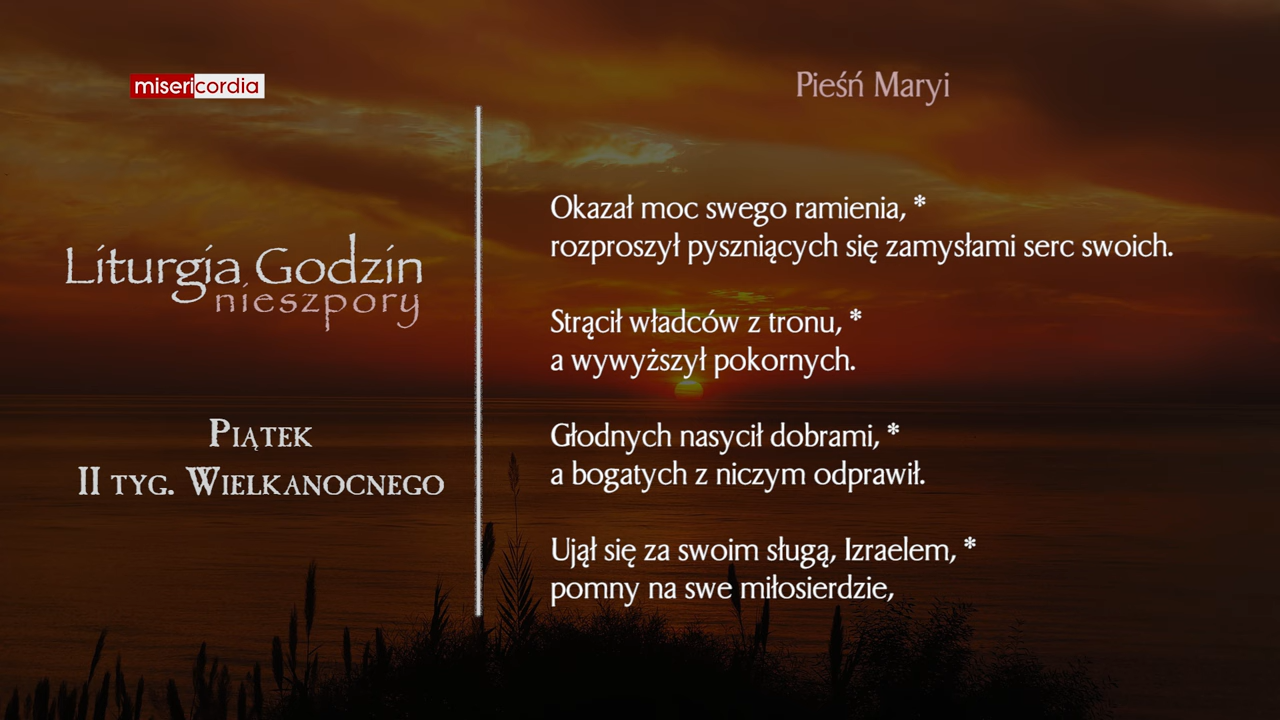 misericordia
Liturgia Godzin
nieszpory
Piątek
II tyg. Wielkanocnego
Pieśń Maryi
Okazał moc swego ramienia, *
rozproszył pyszniących się zamysłami serc swoich.
Strącił władców z tronu, *
a wywyższył pokornych.
Głodnych nasycił dobrami, *
a bogatych z niczym odprawił.
Ujął się za swoim sługą, Izraelem, *
pomny na swe miłosierdzie,